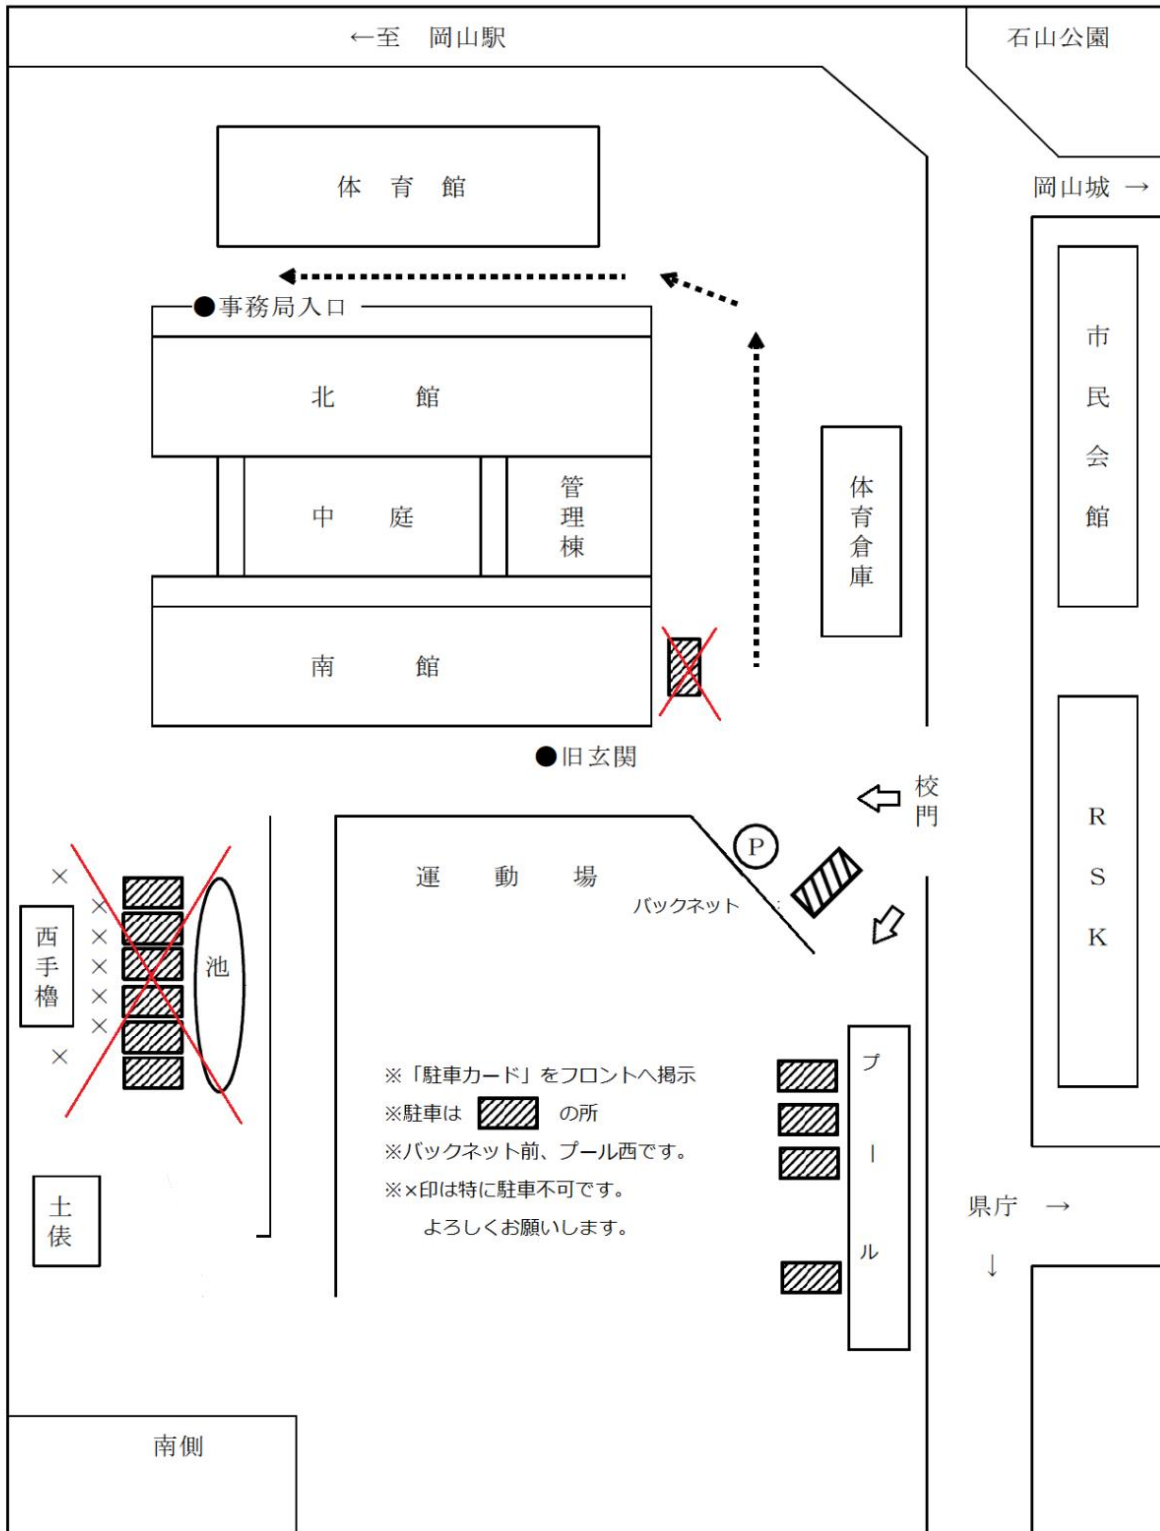 ←至　岡山駅
石山公園
体　育　館
岡山城 →
●事務局入口
北　　館
市民会館
中　　庭
管理棟
体育倉庫
南　　館
●旧玄関
校門
RSK
P
運　動　場
バックネット
西手櫓
池
プール
※「駐車カード」をフロントへ掲示
※駐車は　　　の所
※バックネット前、プール西です。
※×印は特に駐車不可です。
よろしくお願いします。
土俵
県庁　→
↓
南側